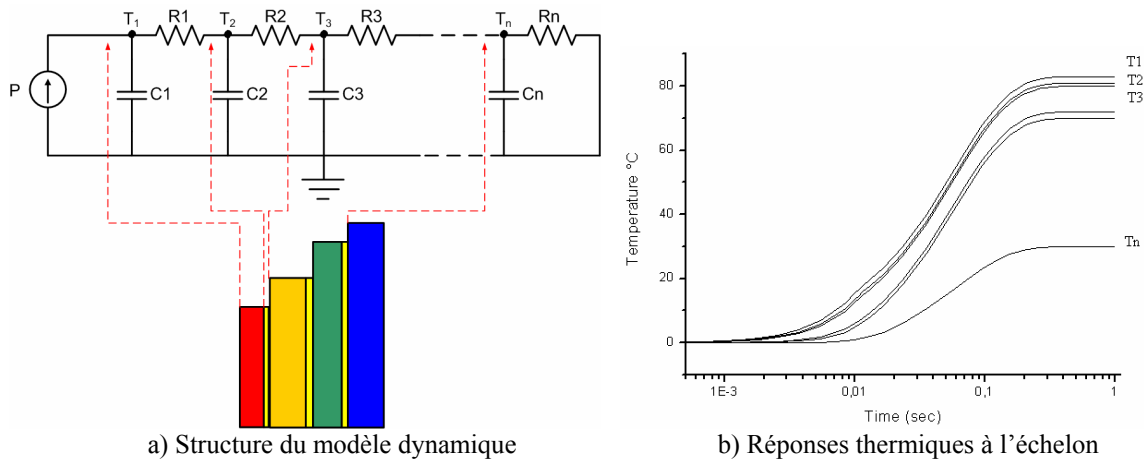 T1 R1 T2 R2 T3 R3 Tn Rn
P C1 C2 C3 Cn
a) Structure du modèle dynamique
T1
T2
T3
Tn
80
60
40
20
0
Temperature °C
1E-3 0,01 0,1 1
Time (sec)
b) Réponses thermiques à l’échelon